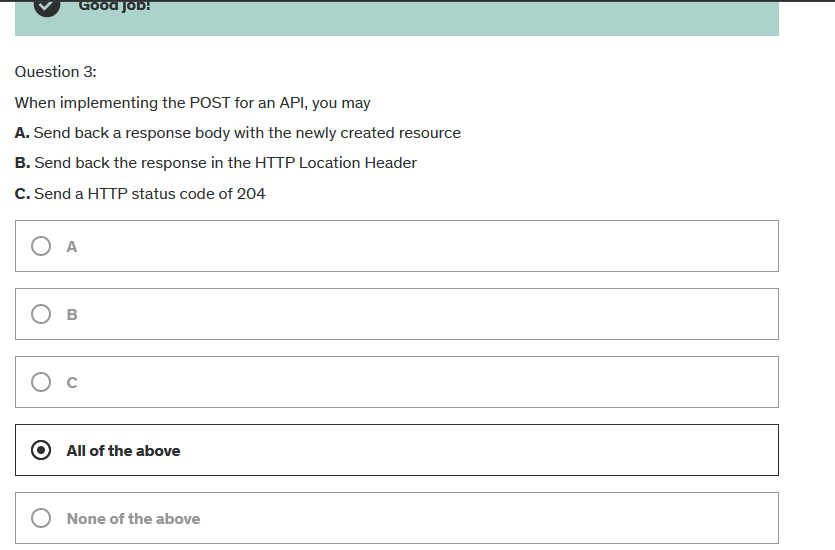 Good job!
Question 3:
When implementing the POST for an API, you may
A. Send back a response body with the newly created resource
B. Send back the response in the HTTP Location Header
C. Send a HTTP status code of 204
A
B
C
All of the above
None of the above